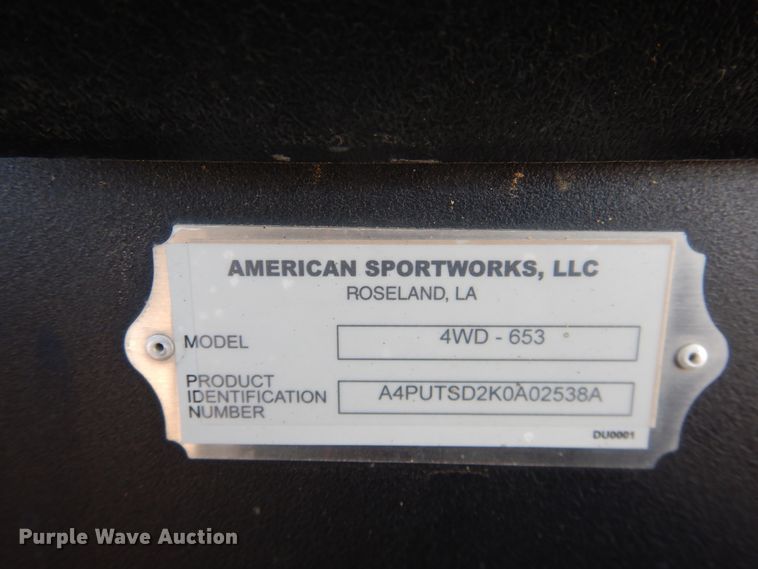 AMERICAN SPORTWORKS, LLC
ROSELAND, LA
MODEL 4WD - 653
PRODUCT
IDENTIFICATION A4PUTSD2K0A02538A
NUMBER
DU0001
Purple Wave Auction